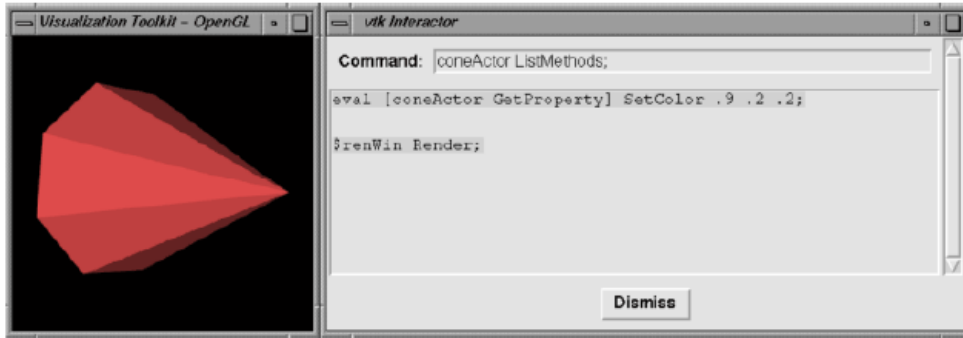 Visualization Toolkit - OpenGL
vtk Interactor
Command: coneActor ListMethods;
eval [coneActor GetProperty] SetColor .9 .2 .2;
$renWin Render;
Dismiss